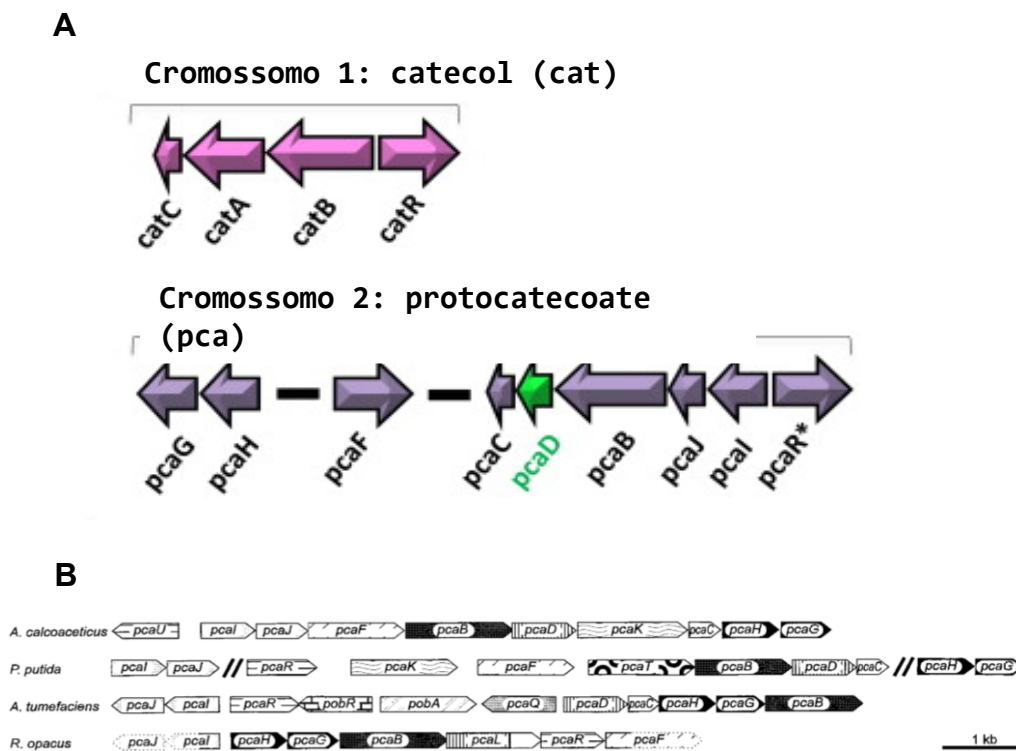 A
Cromossomo 1: catecol (cat)
catC catA catB catR
Cromossomo 2: protocatecoate
(pca)
pcaG pcaH pcaF pcaC pcaD pcaB pcaJ pcaI pcaR*
B
A. calcoaceticus pcaU pcaI pcaJ pcaF pcaB pcaD pcaK pcaC pcaH pcaG
P. putida pcaI pcaJ // pcaR pcaK pcaF pcaT pcaB pcaD pcaC // pcaH pcaG
A. tumefaciens pcaJ pcaI pcaR pobR pobA pcaQ pcaD pcaC pcaH pcaG pcaB
R. opacus pcaJ pcaI pcaH pcaG pcaB pcaL pcaR pcaF 1 kb